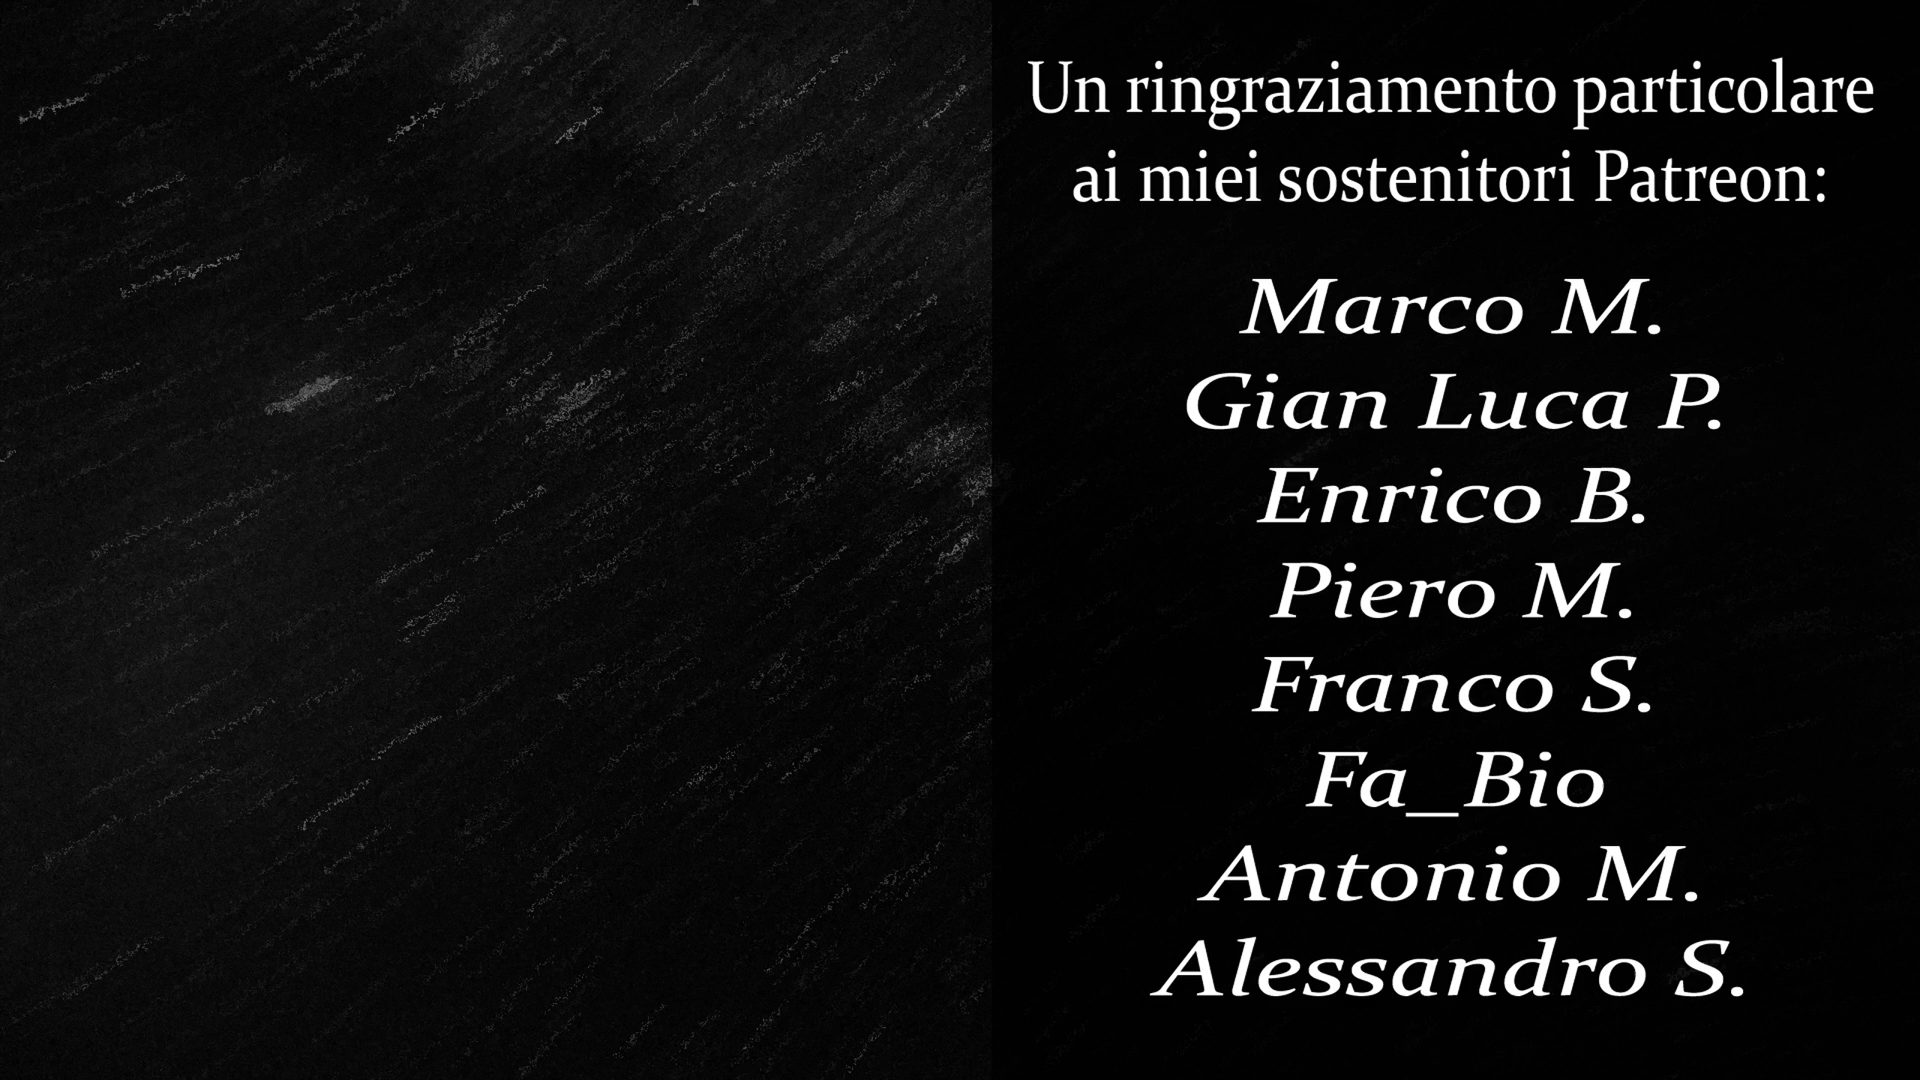 Un ringraziamento particolare
ai miei sostenitori Patreon:
Marco M.
Gian Luca P.
Enrico B.
Piero M.
Franco S.
Fa_Bio
Antonio M.
Alessandro S.